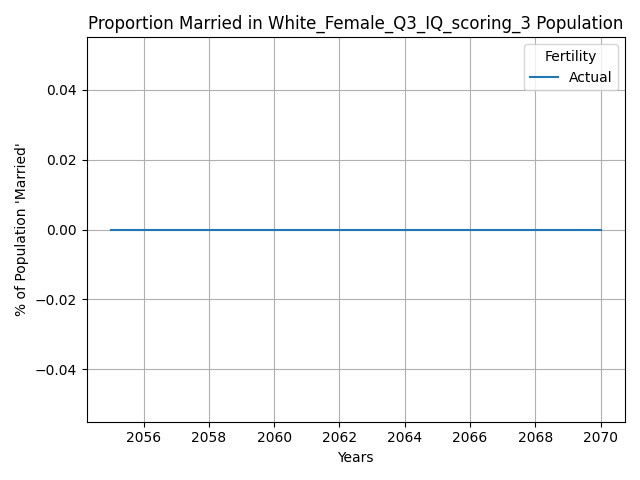 Proportion Married in White_Female_Q3_IQ_scoring_3 Population
Fertility
Actual
% of Population 'Married'
0.04
0.02
0.00
−0.02
−0.04
2056 2058 2060 2062 2064 2066 2068 2070
Years